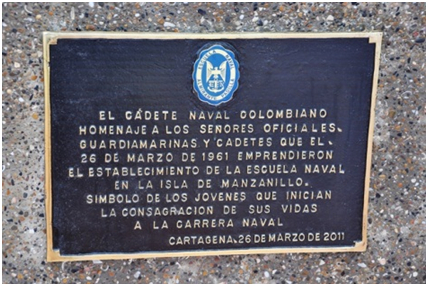 ESCUELA NAVAL
EL CADETE NAVAL COLOMBIANO
HOMENAJE A LOS SEÑORES OFICIALES.
GUARDIAMARINAS, Y CADETES QUE EL.
26 DE MARZO DE 1961 EMPRENDIERON
EL ESTABLECIMIENTO DE LA ESCUELA NAVAL
EN LA ISLA DE MANZANILLO.
SIMBOLO DE LOS JOVENES QUE INICIAN
LA CONSAGRACION DE SUS VIDAS
A LA CARRERA NAVAL
CARTAGENA, 26 DE MARZO DE 2011